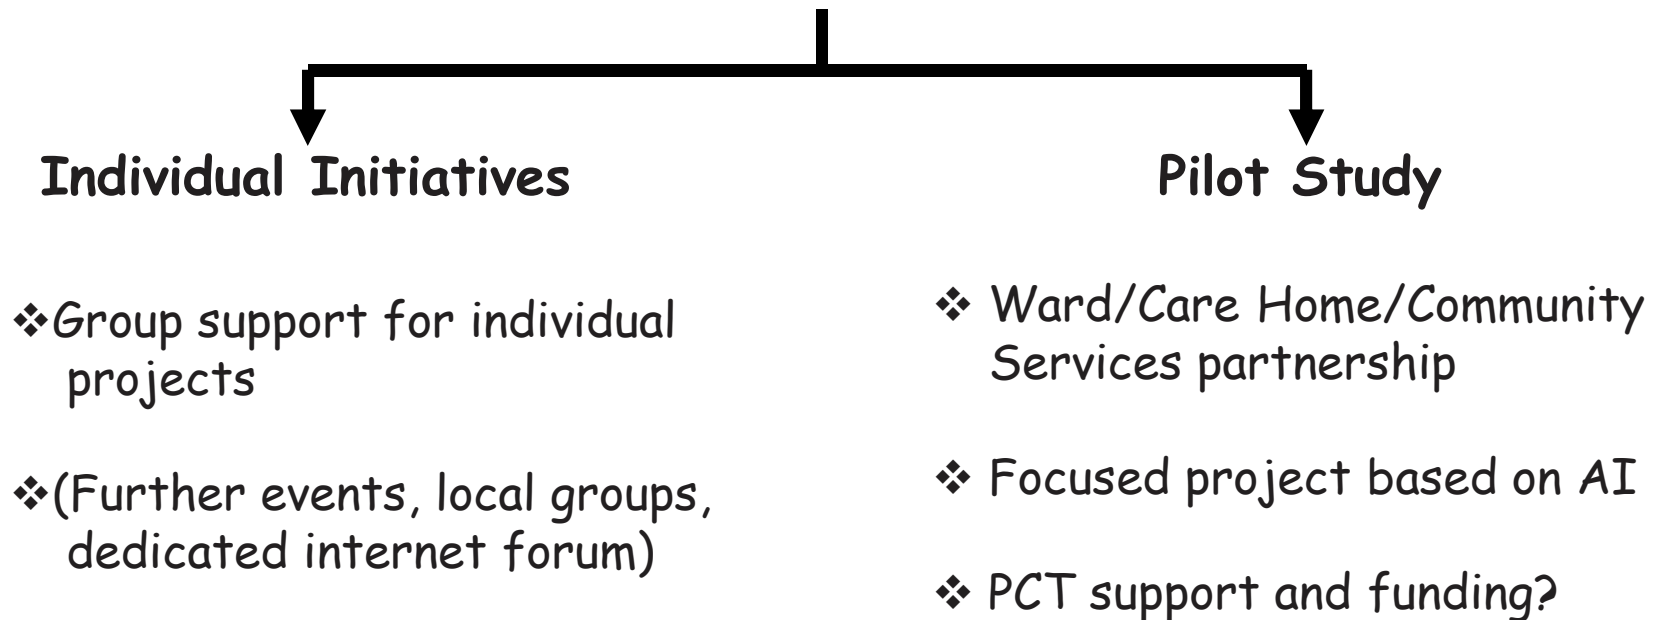 Individual Initiatives
❖Group support for individual
projects
❖(Further events, local groups,
dedicated internet forum)
Pilot Study
❖ Ward/Care Home/Community
Services partnership
❖ Focused project based on AI
❖ PCT support and funding?